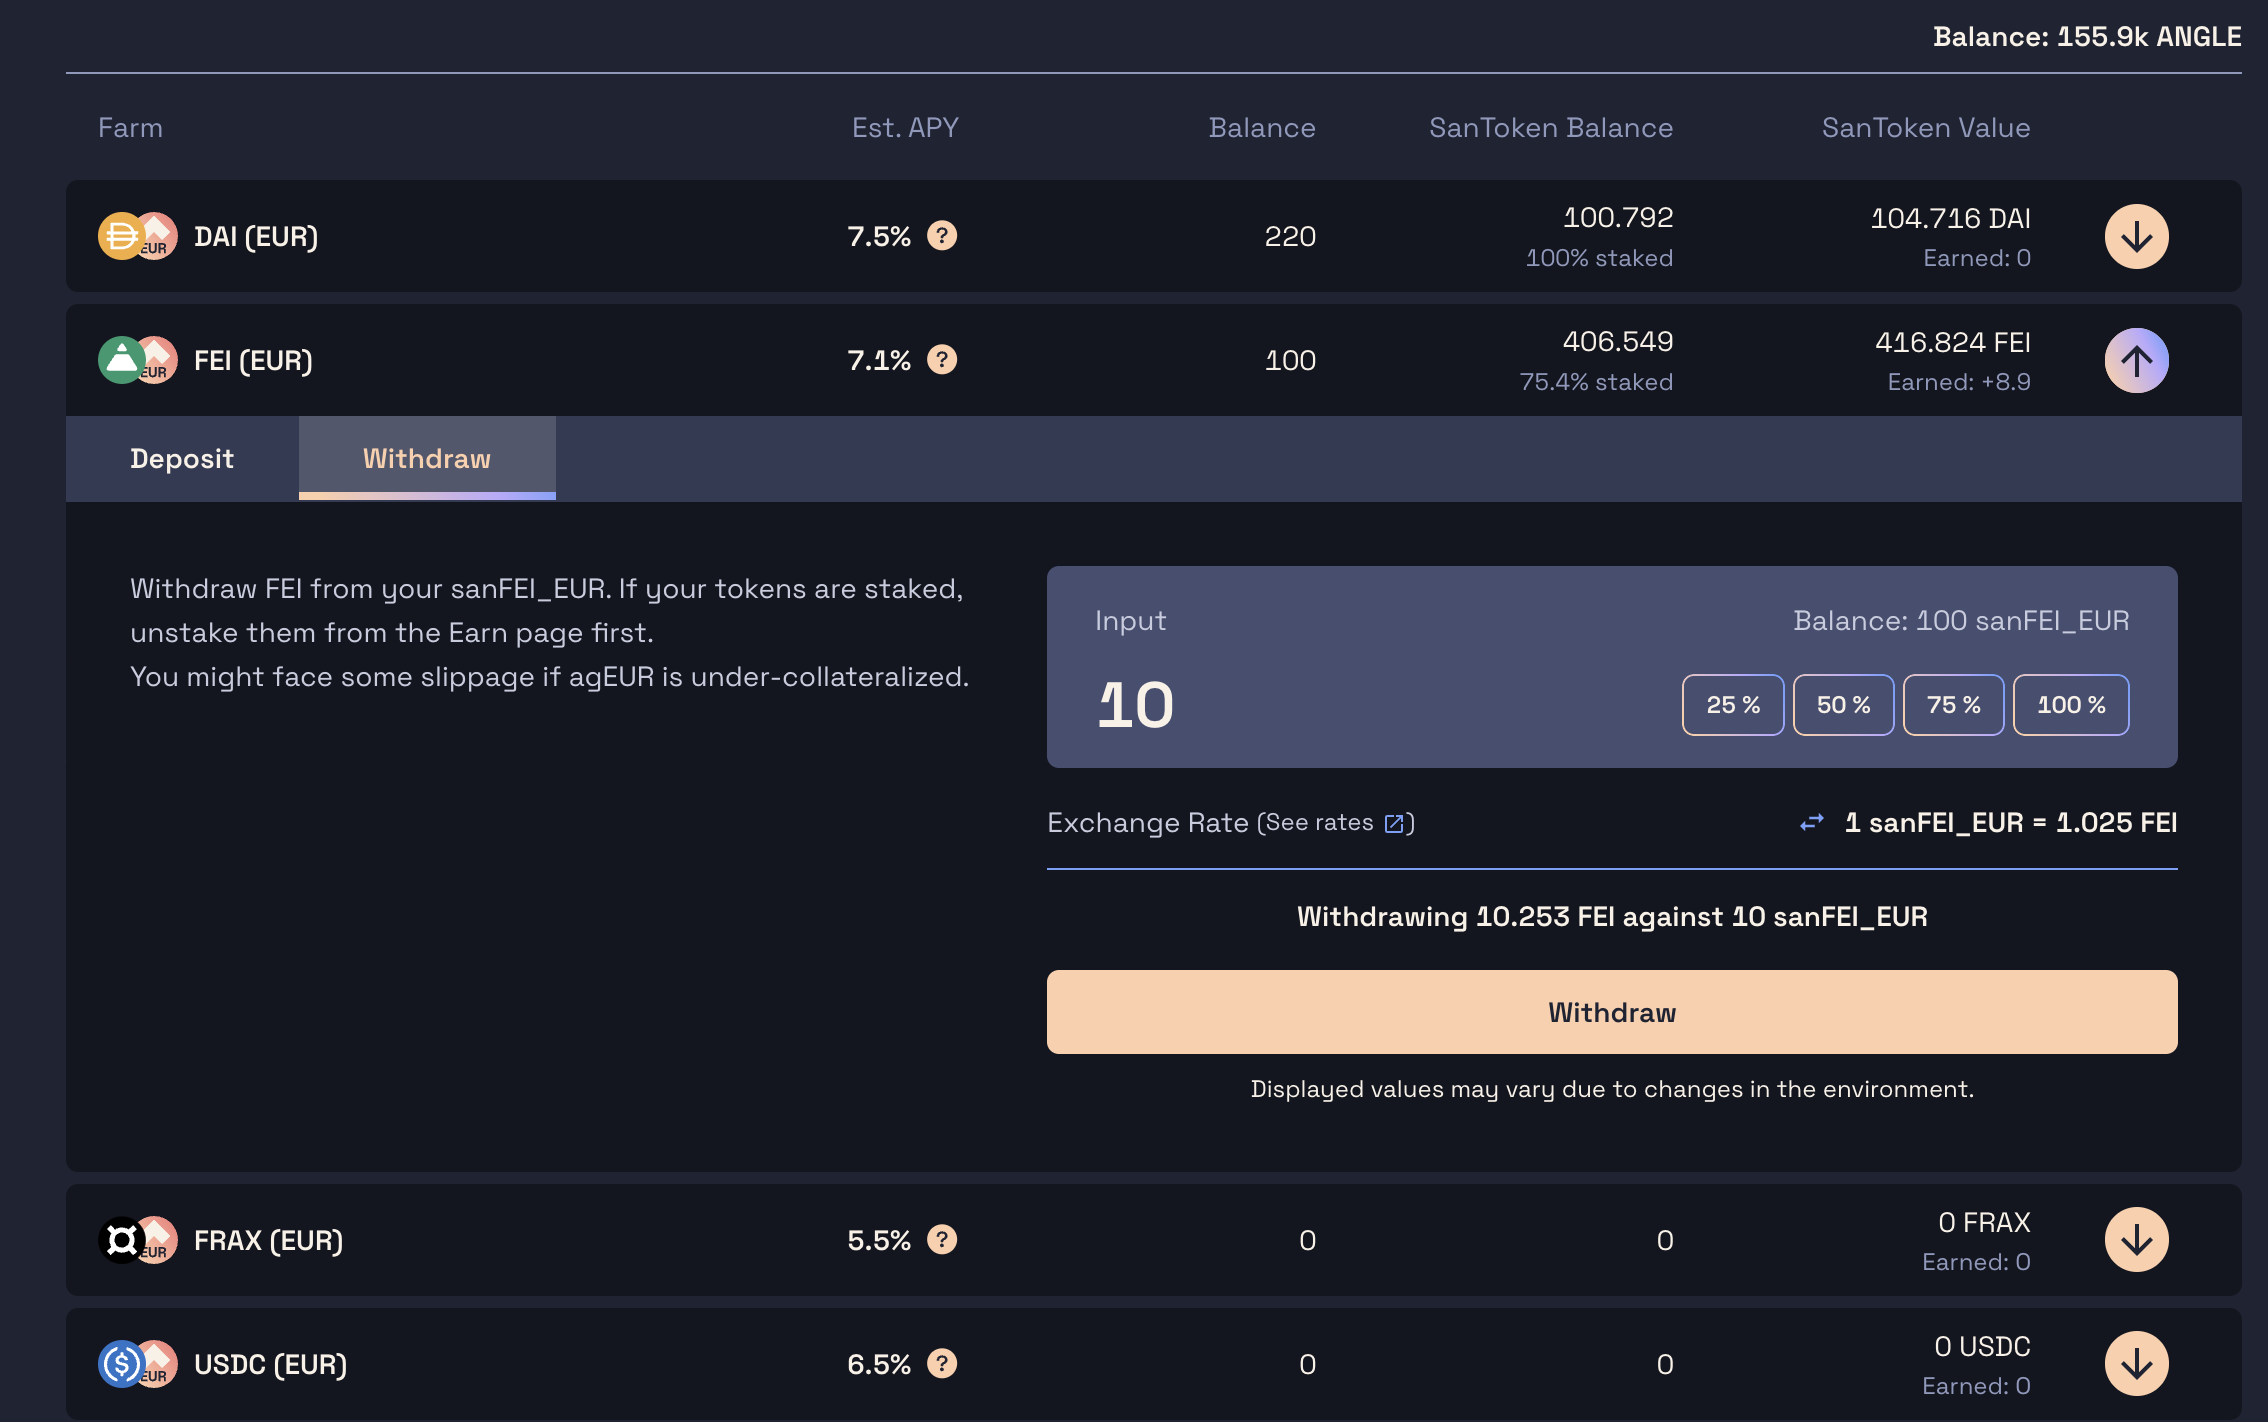 Balance: 155.9k ANGLE
Farm Est. APY Balance SanToken Balance SanToken Value
EUR DAI (EUR) 7.5% ? 220 100.792 104.716 DAI
100% staked Earned: 0
EUR FEI (EUR) 7.1% ? 100 406.549 416.824 FEI
75.4% staked Earned: +8.9
Deposit Withdraw
Withdraw FEI from your sanFEI_EUR. If your tokens are staked,
unstake them from the Earn page first.
You might face some slippage if agEUR is under-collateralized.
Input Balance: 100 sanFEI_EUR
10 25 % 50 % 75 % 100 %
Exchange Rate (See rates ) 1 sanFEI_EUR = 1.025 FEI
Withdrawing 10.253 FEI against 10 sanFEI_EUR
Withdraw
Displayed values may vary due to changes in the environment.
EUR FRAX (EUR) 5.5% ? 0 0 0 FRAX
Earned: 0
EUR USDC (EUR) 6.5% ? 0 0 0 USDC
Earned: 0